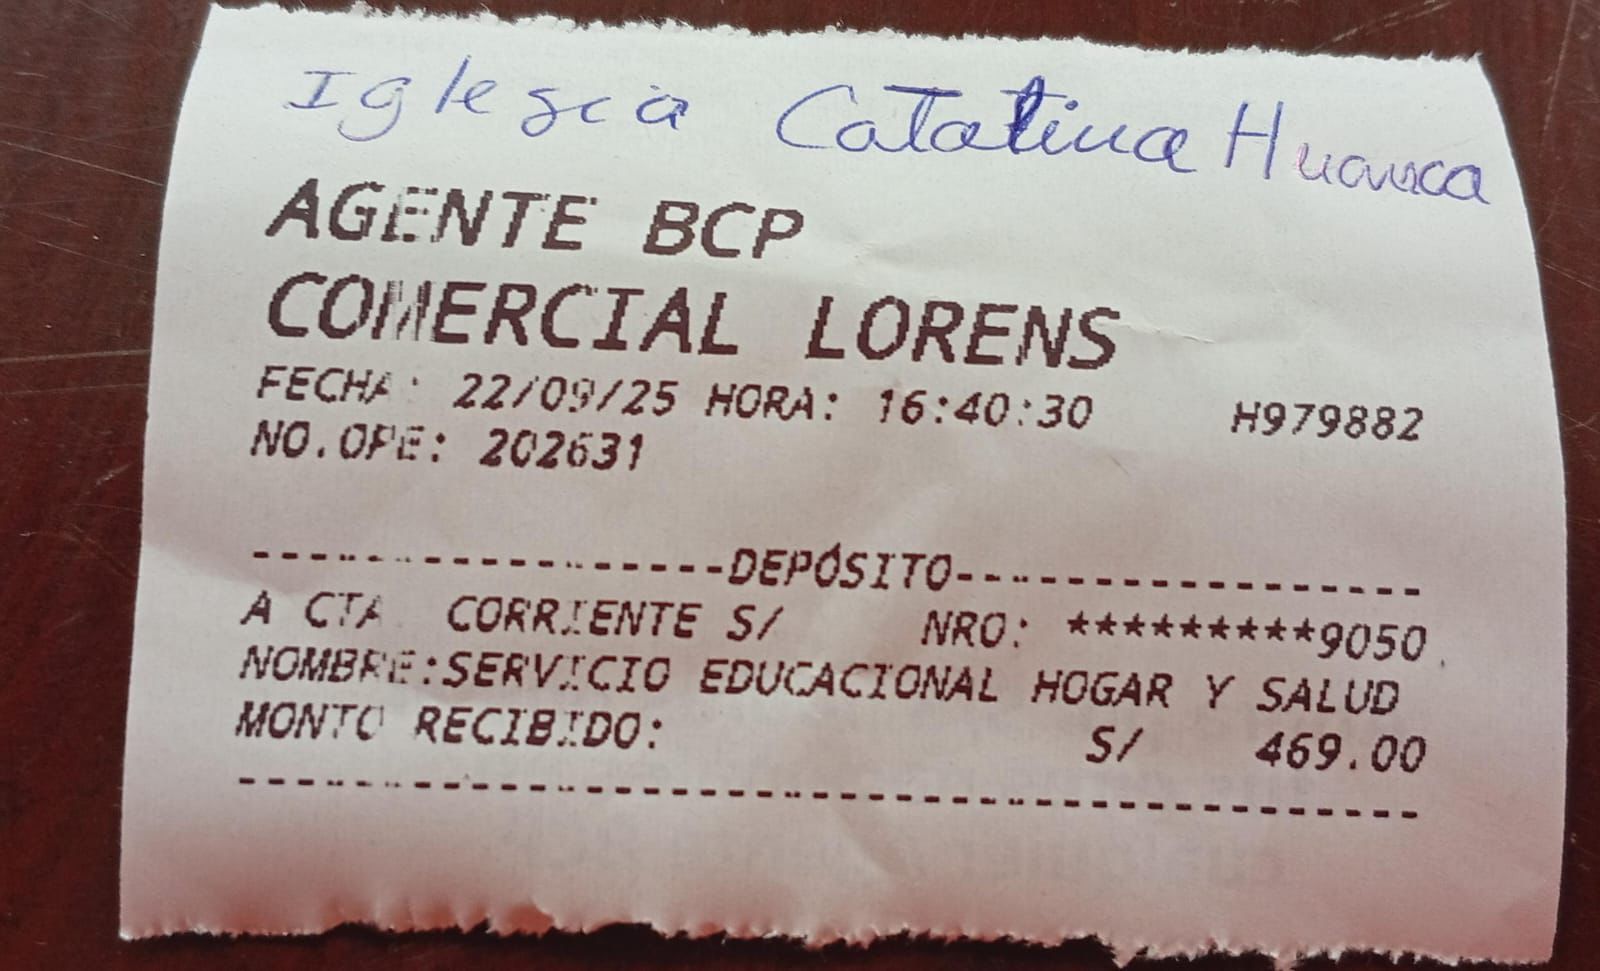 Iglesia Catalina Huanca
AGENTE BCP
COMERCIAL LORENS
FECHA: 22/09/25 HORA: 16:40:30 H979882
NO.OPE: 202631
------------------DEPÓSITO------------------
A CTA CORRIENTE S/ NRO: *********9050
NOMBRE:SERVICIO EDUCACIONAL HOGAR Y SALUD
MONTO RECIBIDO: S/ 469.00